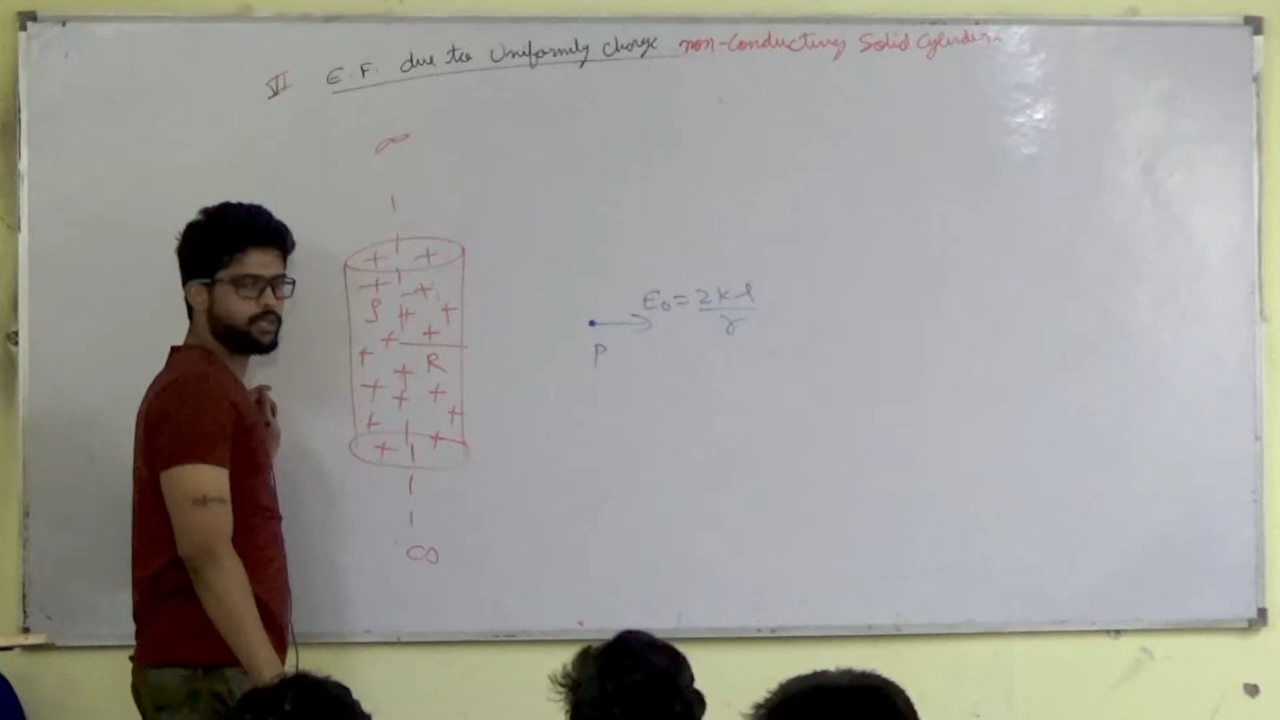 VI E.F. due to Uniformly charge non-Conducting Solid Cylinder
∞
+ +
+ +
ρ + +
+ +
+ R
+ +
+ + +
+ +
+ +
∞
E₀ = 2kλ/r
P